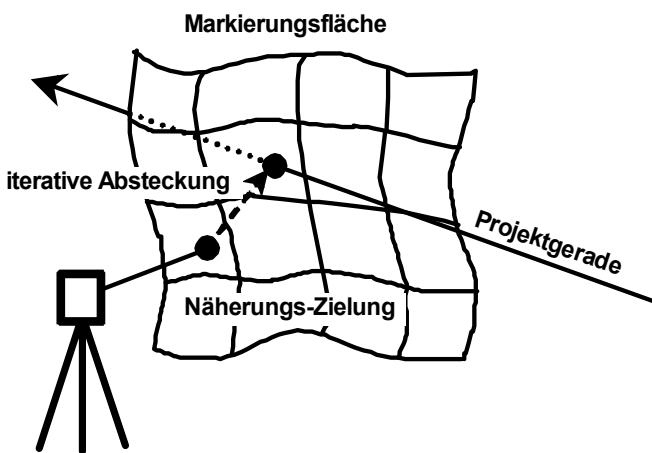 Markierungsfläche
iterative Absteckung
Projektgerade
Näherungs-Zielung